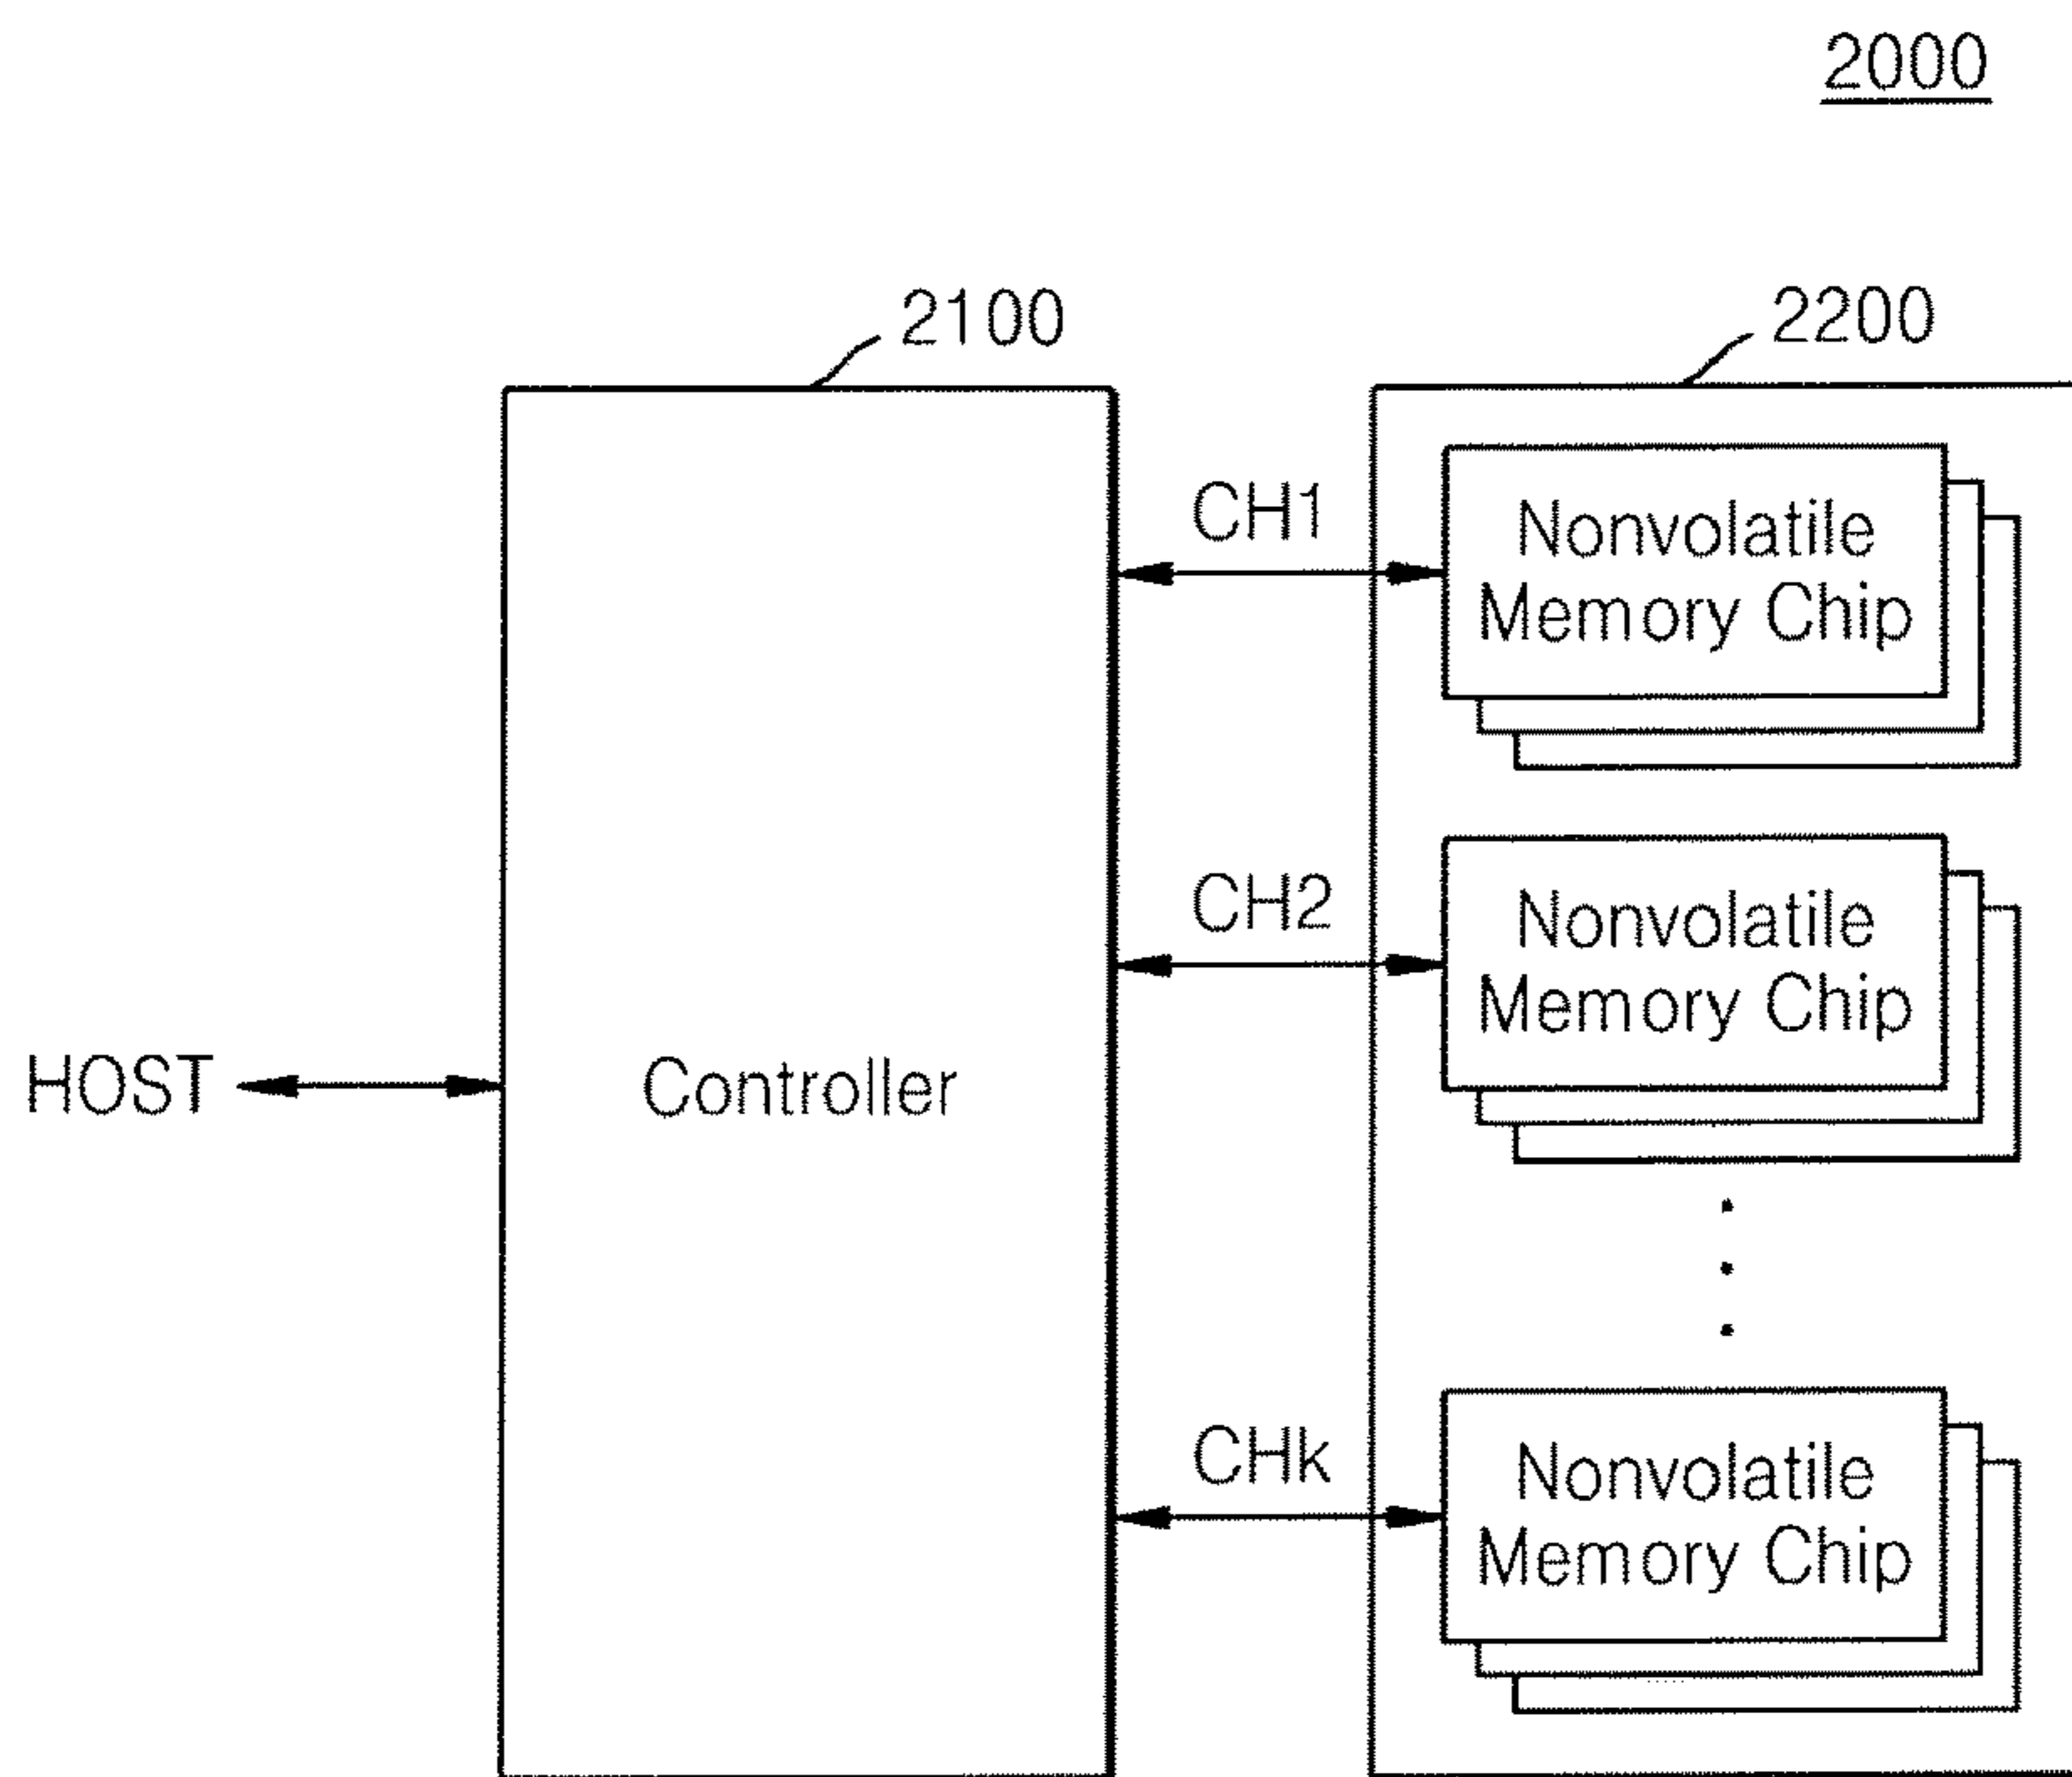 2000
2100
2200
CH1
Nonvolatile
Memory Chip
CH2
Nonvolatile
Memory Chip
HOST
Controller
CHk
Nonvolatile
Memory Chip